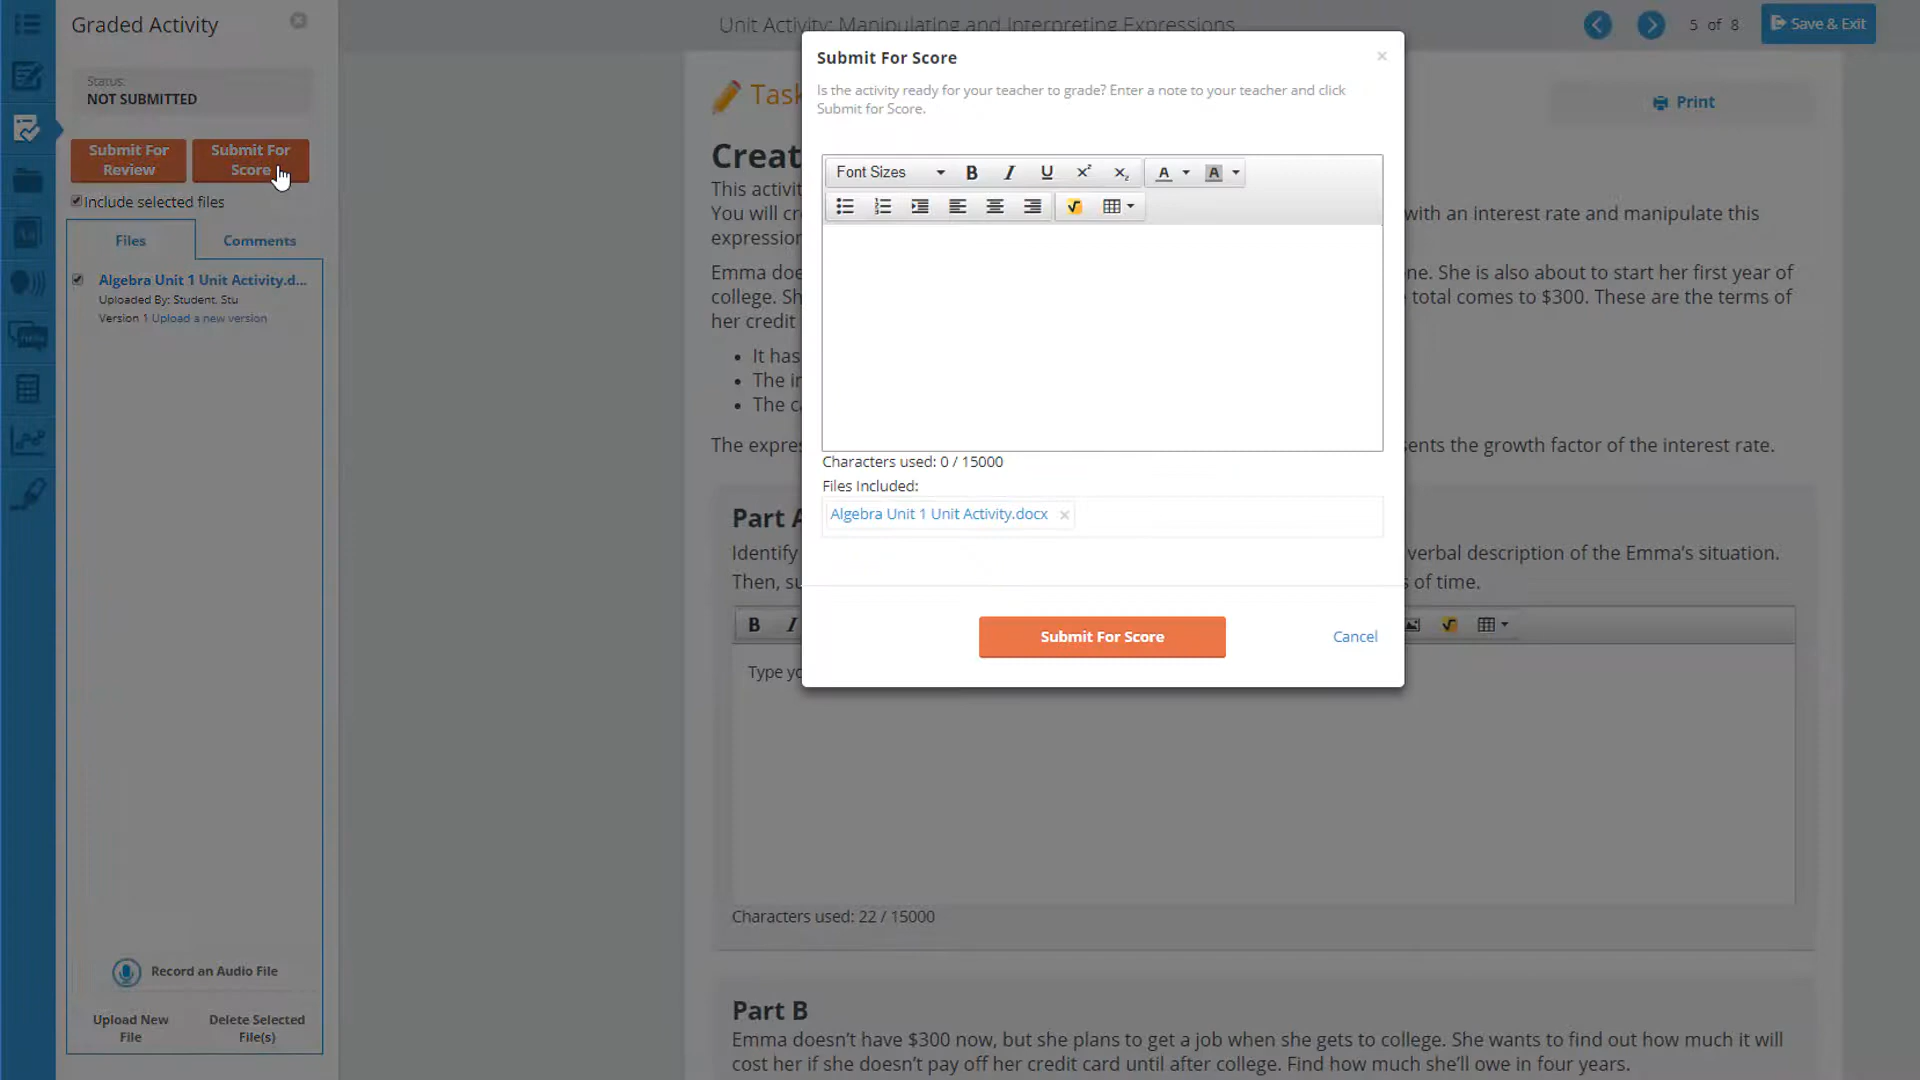 Graded Activity
Status:
NOT SUBMITTED
Submit For Review
Submit For Score
Include selected files
Files
Comments
Algebra Unit 1 Unit Activity.d...
Uploaded By: Student, Stu
Version 1 Upload a new version
Record an Audio File
Upload New File
Delete Selected File(s)
Unit Activity: Manipulating and Interpreting Expressions
5 of 8
Save & Exit
Print
Task
Creat
This activi
You will cr
with an interest rate and manipulate this
expression
Emma doe
ne. She is also about to start her first year of
college. Sh
total comes to $300. These are the terms of
her credit
It has
The in
The ca
The expres
ents the growth factor of the interest rate.
Part A
Identify
verbal description of the Emma's situation.
Then, su
of time.
B I
Type yo
Characters used: 22 / 15000
Part B
Emma doesn't have $300 now, but she plans to get a job when she gets to college. She wants to find out how much it will
cost her if she doesn't pay off her credit card until after college. Find how much she'll owe in four years.
Submit For Score
Is the activity ready for your teacher to grade? Enter a note to your teacher and click
Submit for Score.
Font Sizes B I U
A A
Characters used: 0 / 15000
Files Included:
Algebra Unit 1 Unit Activity.docx
Submit For Score
Cancel